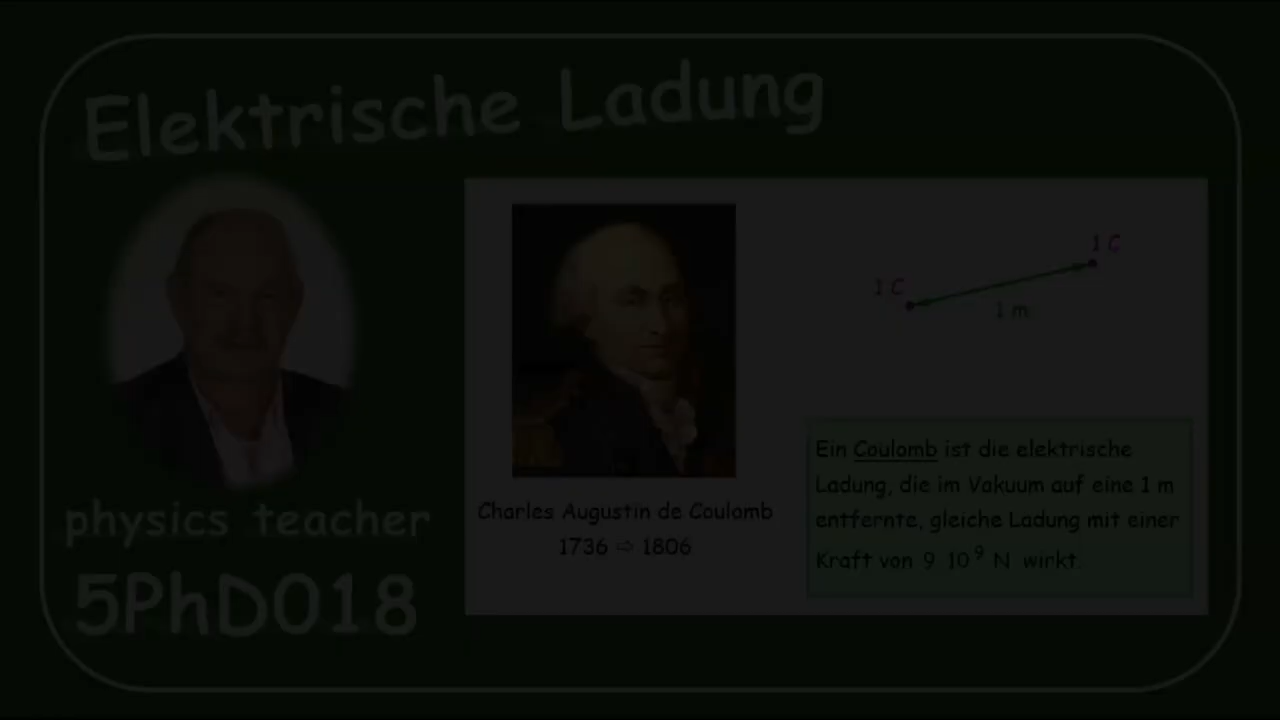 Elektrische Ladung
1 C
1 C
1 m
Ein Coulomb ist die elektrische
Ladung, die im Vakuum auf eine 1 m
entfernte, gleiche Ladung mit einer
Kraft von 9 10⁹ N wirkt.
Charles Augustin de Coulomb
1736 ⇨ 1806
physics teacher
5PhD018